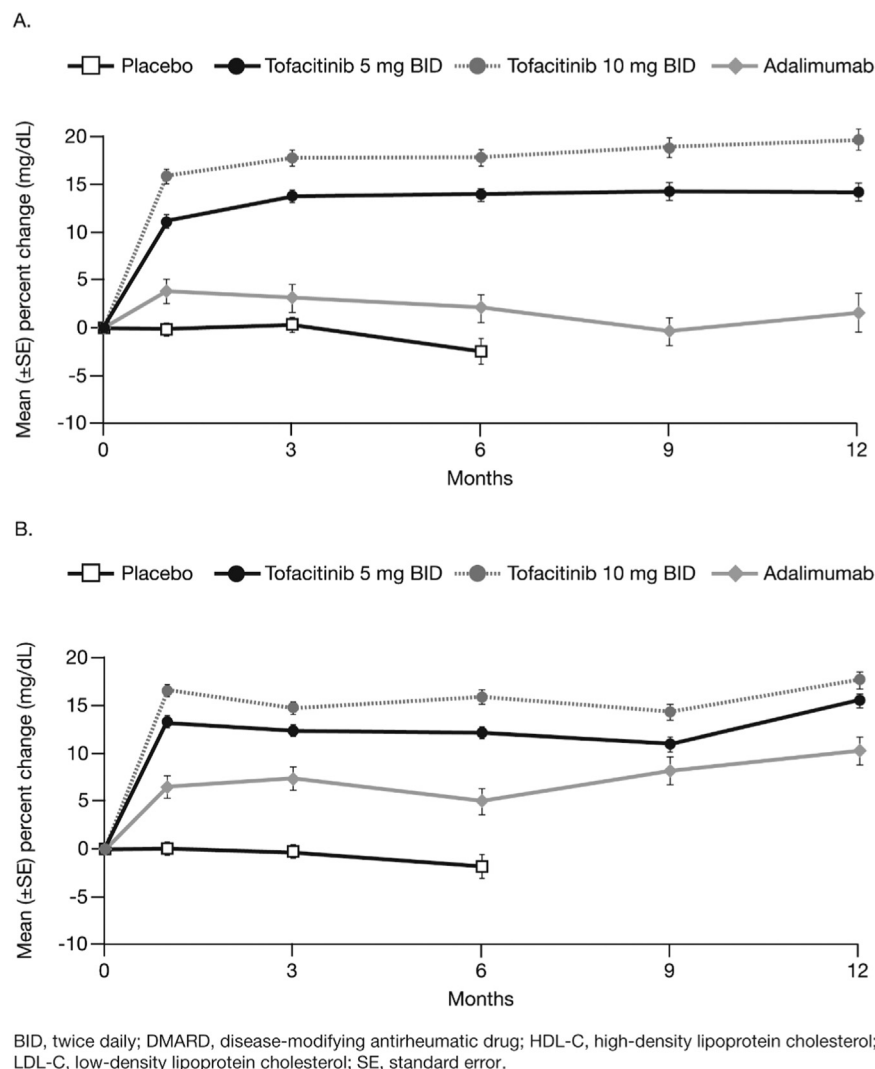 A.
Placebo Tofacitinib 5 mg BID Tofacitinib 10 mg BID Adalimumab
Mean (±SE) percent change (mg/dL)
20
15
10
5
0
-5
-10
0 3 6 9 12
Months
B.
Placebo Tofacitinib 5 mg BID Tofacitinib 10 mg BID Adalimumab
Mean (±SE) percent change (mg/dL)
20
15
10
5
0
-5
-10
0 3 6 9 12
Months
BID, twice daily; DMARD, disease-modifying antirheumatic drug; HDL-C, high-density lipoprotein cholesterol;
LDL-C, low-density lipoprotein cholesterol; SE, standard error.